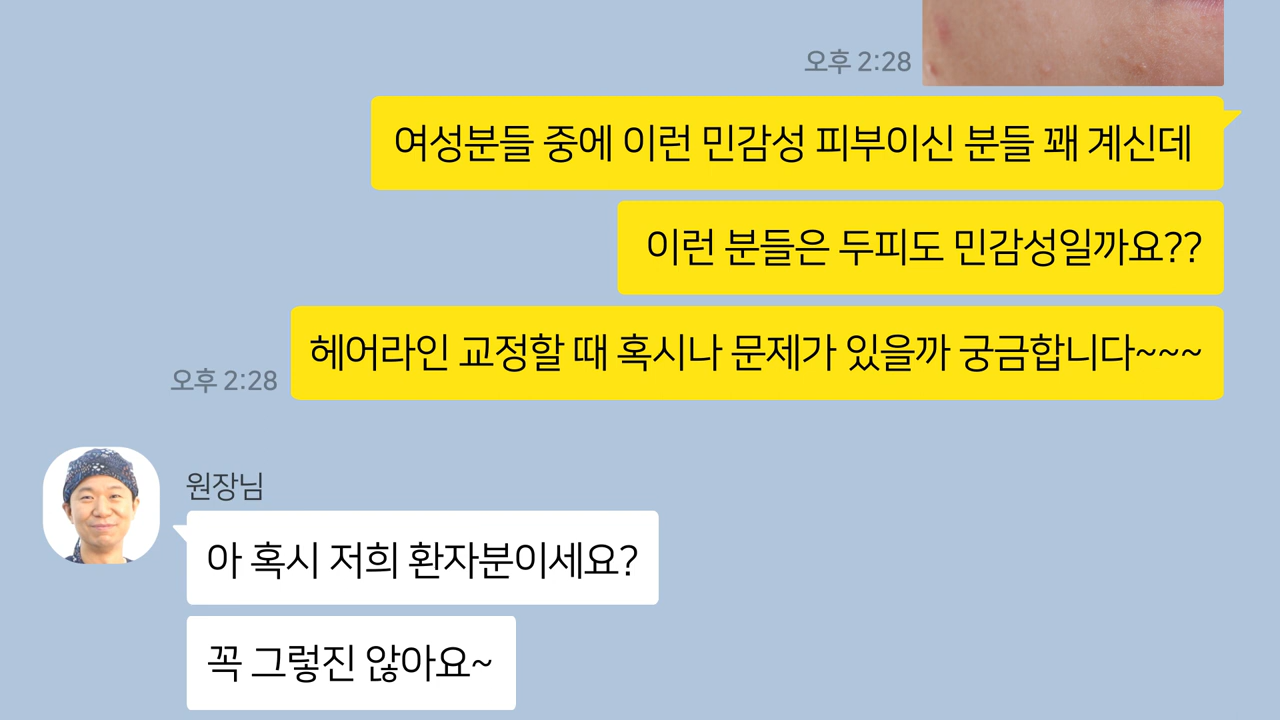 오후 2:28
여성분들 중에 이런 민감성 피부이신 분들 꽤 계신데
이런 분들은 두피도 민감성일까요??
헤어라인 교정할 때 혹시나 문제가 있을까 궁금합니다~~~
오후 2:28
원장님
아 혹시 저희 환자분이세요?
꼭 그렇진 않아요~